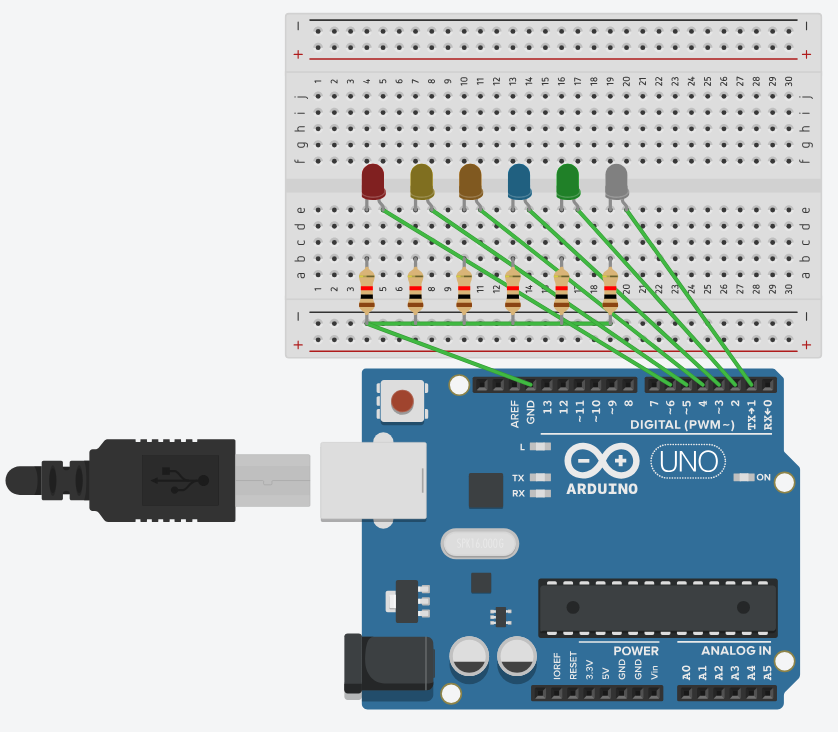 − −
+ +
1 2 3 4 5 6 7 8 9 10 11 12 13 14 15 16 17 18 19 20 21 22 23 24 25 26 27 28 29 30
j j
i i
h h
g g
f f
e e
d d
c c
b b
a a
1 2 3 4 5 6 7 8 9 10 11 12 13 14 15 16 17 18 19 20 21 22 23 24 25 26 27 28 29 30
− −
+ +
AREF GND 13 12 ~11 ~10 ~9 8 7 ~6 ~5 4 ~3 2 TX→1 RX←0
DIGITAL (PWM~)
L
TX
RX
UNO
ON
ARDUINO
POWER ANALOG IN
IOREF RESET 3.3V 5V GND GND Vin A0 A1 A2 A3 A4 A5